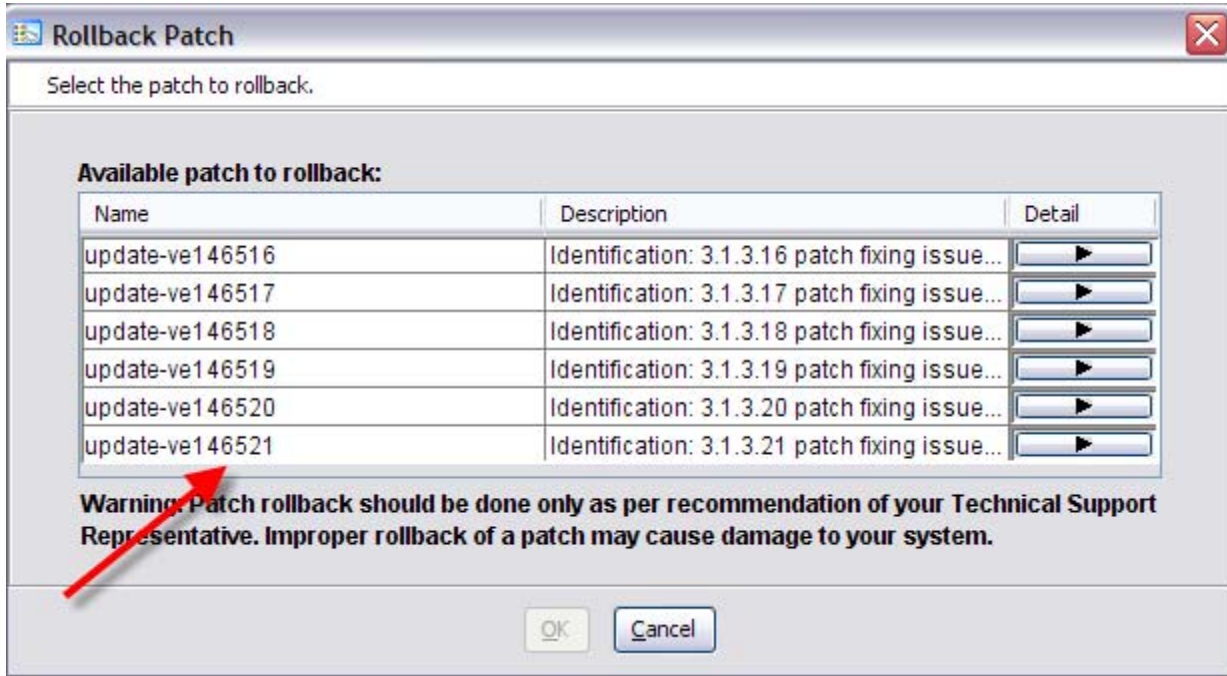 Rollback Patch
Select the patch to rollback.
Available patch to rollback:
Name Description Detail
update-ve146516 Identification: 3.1.3.16 patch fixing issue...
update-ve146517 Identification: 3.1.3.17 patch fixing issue...
update-ve146518 Identification: 3.1.3.18 patch fixing issue...
update-ve146519 Identification: 3.1.3.19 patch fixing issue...
update-ve146520 Identification: 3.1.3.20 patch fixing issue...
update-ve146521 Identification: 3.1.3.21 patch fixing issue...
Warning: Patch rollback should be done only as per recommendation of your Technical Support
Representative. Improper rollback of a patch may cause damage to your system.
OK Cancel